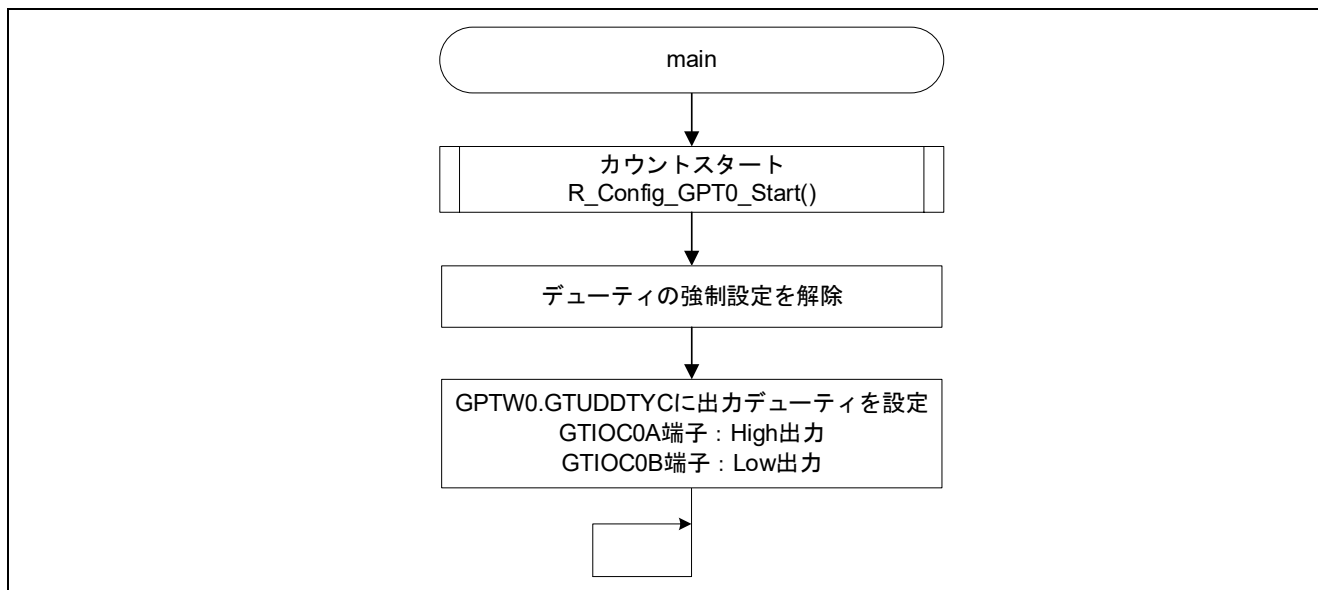 main
カウントスタート
R_Config_GPT0_Start()
デューティの強制設定を解除
GPTW0.GTUDDTYCに出力デューティを設定
GTIOC0A端子：High出力
GTIOC0B端子：Low出力